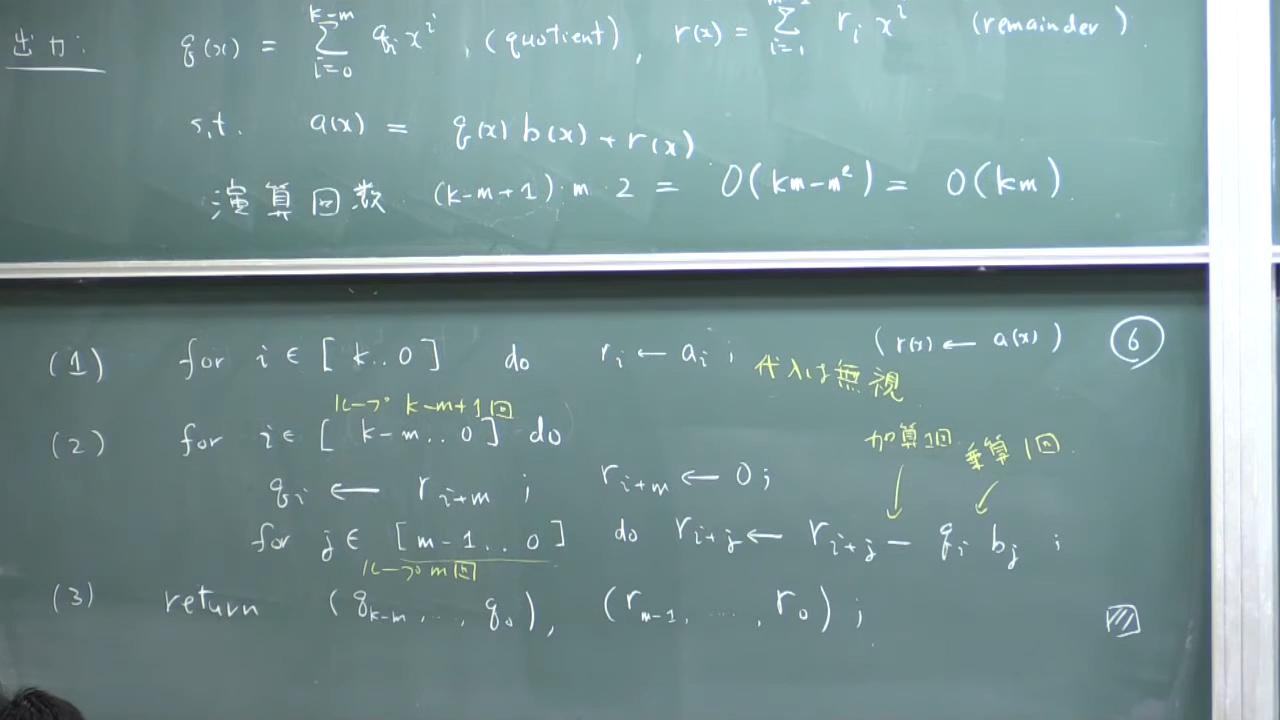 出力: q(x) = Σ_{i=0}^{k-m} q_i x^i , (quotient), r(x) = Σ_{i=1} r_i x^i (remainder).
s,t. a(x) = q(x) b(x) + r(x).
演算回数 (k-m+1)·m·2 = O(km-m²) = O(km).
(1) for i ∈ [k..0] do r_i ← a_i ; (r(x) ← a(x)) ⑥
代入は無視
ループ k-m+1回
(2) for i ∈ [k-m..0] do
加算1回 乗算1回
q_i ← r_{i+m} ; r_{i+m} ← 0 ;
for j ∈ [m-1..0] do r_{i+j} ← r_{i+j} - q_i b_j ;
ループ m回
(3) return (q_{k-m}, ..., q_0), (r_{m-1}, ...., r_0) ;